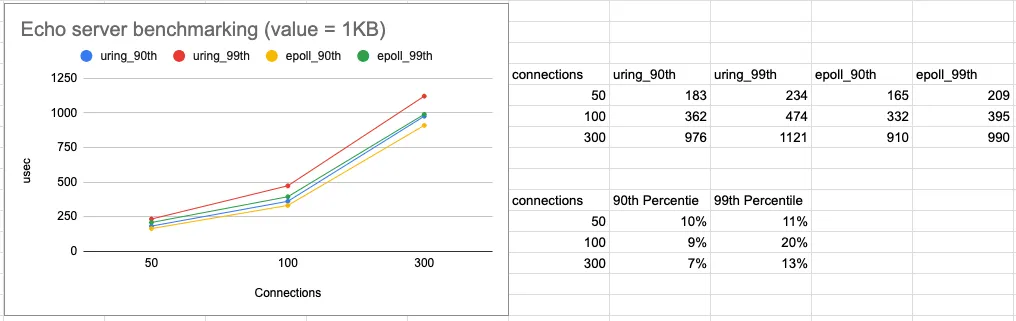 Echo server benchmarking (value = 1KB)
uring_90th uring_99th epoll_90th epoll_99th
1250
1000
750
500
250
0
usec
50 100 300
Connections
connections uring_90th uring_99th epoll_90th epoll_99th
50 183 234 165 209
100 362 474 332 395
300 976 1121 910 990
connections 90th Percentie 99th Percentile
50 10% 11%
100 9% 20%
300 7% 13%